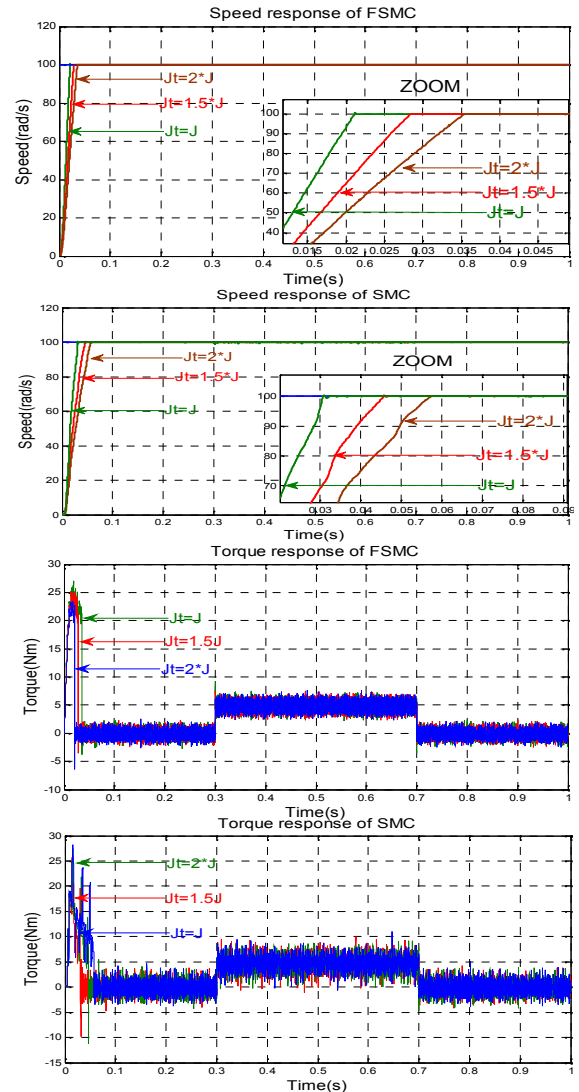 Speed response of FSMC
120
100
80
60
40
20
0
Speed(rad/s)
Jt=2*J
Jt=1.5*J
Jt=J
ZOOM
100
90
80
70
60
50
40
Jt=2*J
Jt=1.5*J
Jt=J
0.015 0.02 0.025 0.03 0.035 0.04 0.045
0 0.1 0.2 0.3 0.4 0.5 0.6 0.7 0.8 0.9 1
Time(s)
Speed response of SMC
120
100
80
60
40
20
0
Speed(rad/s)
Jt=2*J
Jt=1.5*J
Jt=J
ZOOM
100
90
80
70
Jt=2*J
Jt=1.5*J
Jt=J
0.03 0.04 0.05 0.06 0.07 0.08 0.09
0 0.1 0.2 0.3 0.4 0.5 0.6 0.7 0.8 0.9 1
Time(s)
Torque response of FSMC
30
25
20
15
10
5
0
-5
-10
Torque(Nm)
Jt=J
Jt=1.5J
Jt=2*J
0 0.1 0.2 0.3 0.4 0.5 0.6 0.7 0.8 0.9 1
Time(s)
Torque response of SMC
30
25
20
15
10
5
0
-5
-10
-15
Torque(Nm)
Jt=2*J
Jt=1.5J
Jt=J
0 0.1 0.2 0.3 0.4 0.5 0.6 0.7 0.8 0.9 1
Time(s)